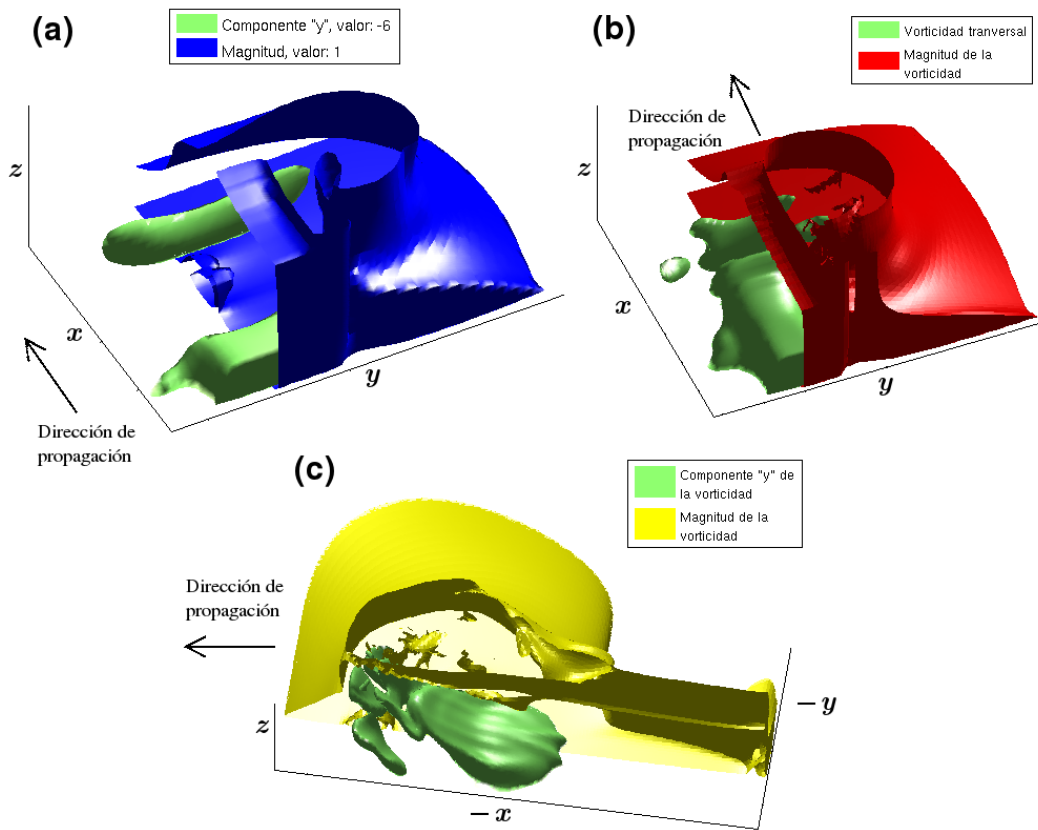 (a)
Componente "y", valor: -6
Magnitud, valor: 1
z
x
y
Dirección de
propagación
(b)
Vorticidad tranversal
Magnitud de la
vorticidad
Dirección de
propagación
z
x
y
(c)
Componente "y" de
la vorticidad
Magnitud de la
vorticidad
Dirección de
propagación
z
−x
−y